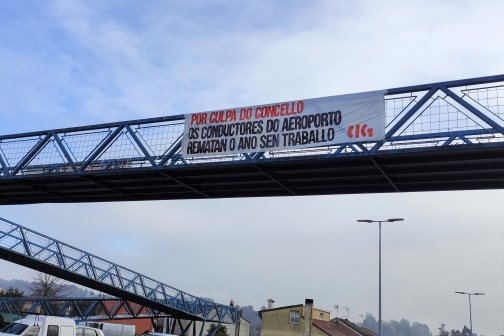 POR CULPA DO CONCELLO
OS CONDUCTORES DO AEROPORTO
REMATAN O ANO SEN TRABALLO
CIG